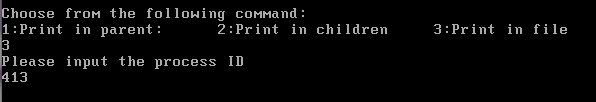 Choose from the following command:
1:Print in parent:      2:Print in children     3:Print in file
3
Please input the process ID
413